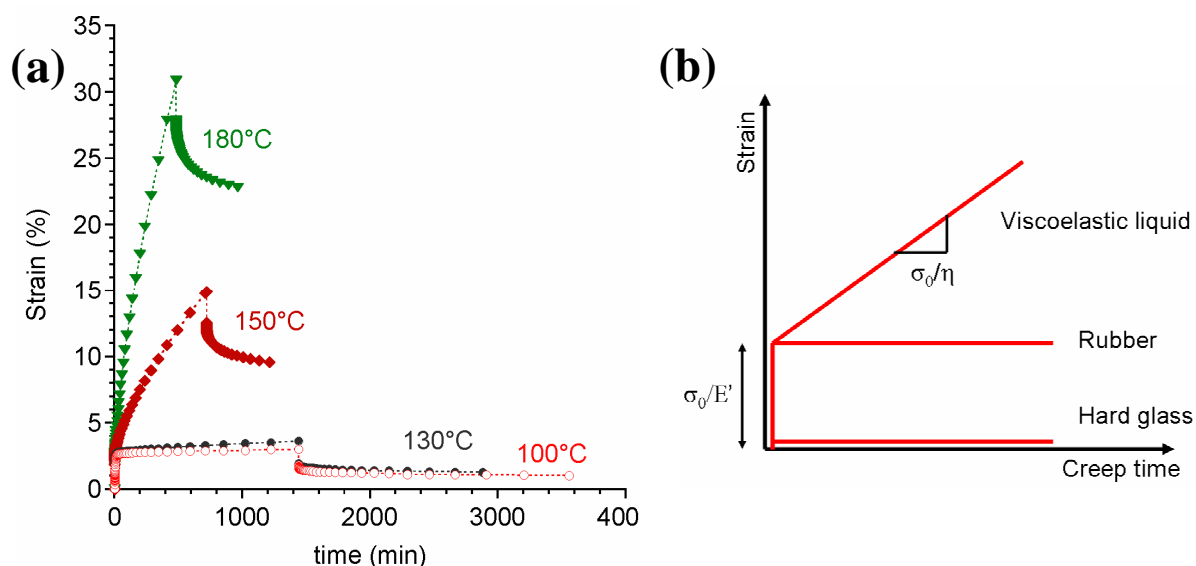 (a)
35
30
25
20
15
10
5
0
Strain (%)
180°C
150°C
130°C
100°C
0
1000
2000
3000
400
time (min)
(b)
Strain
Viscoelastic liquid
σ₀/η
Rubber
σ₀/E'
Hard glass
Creep time